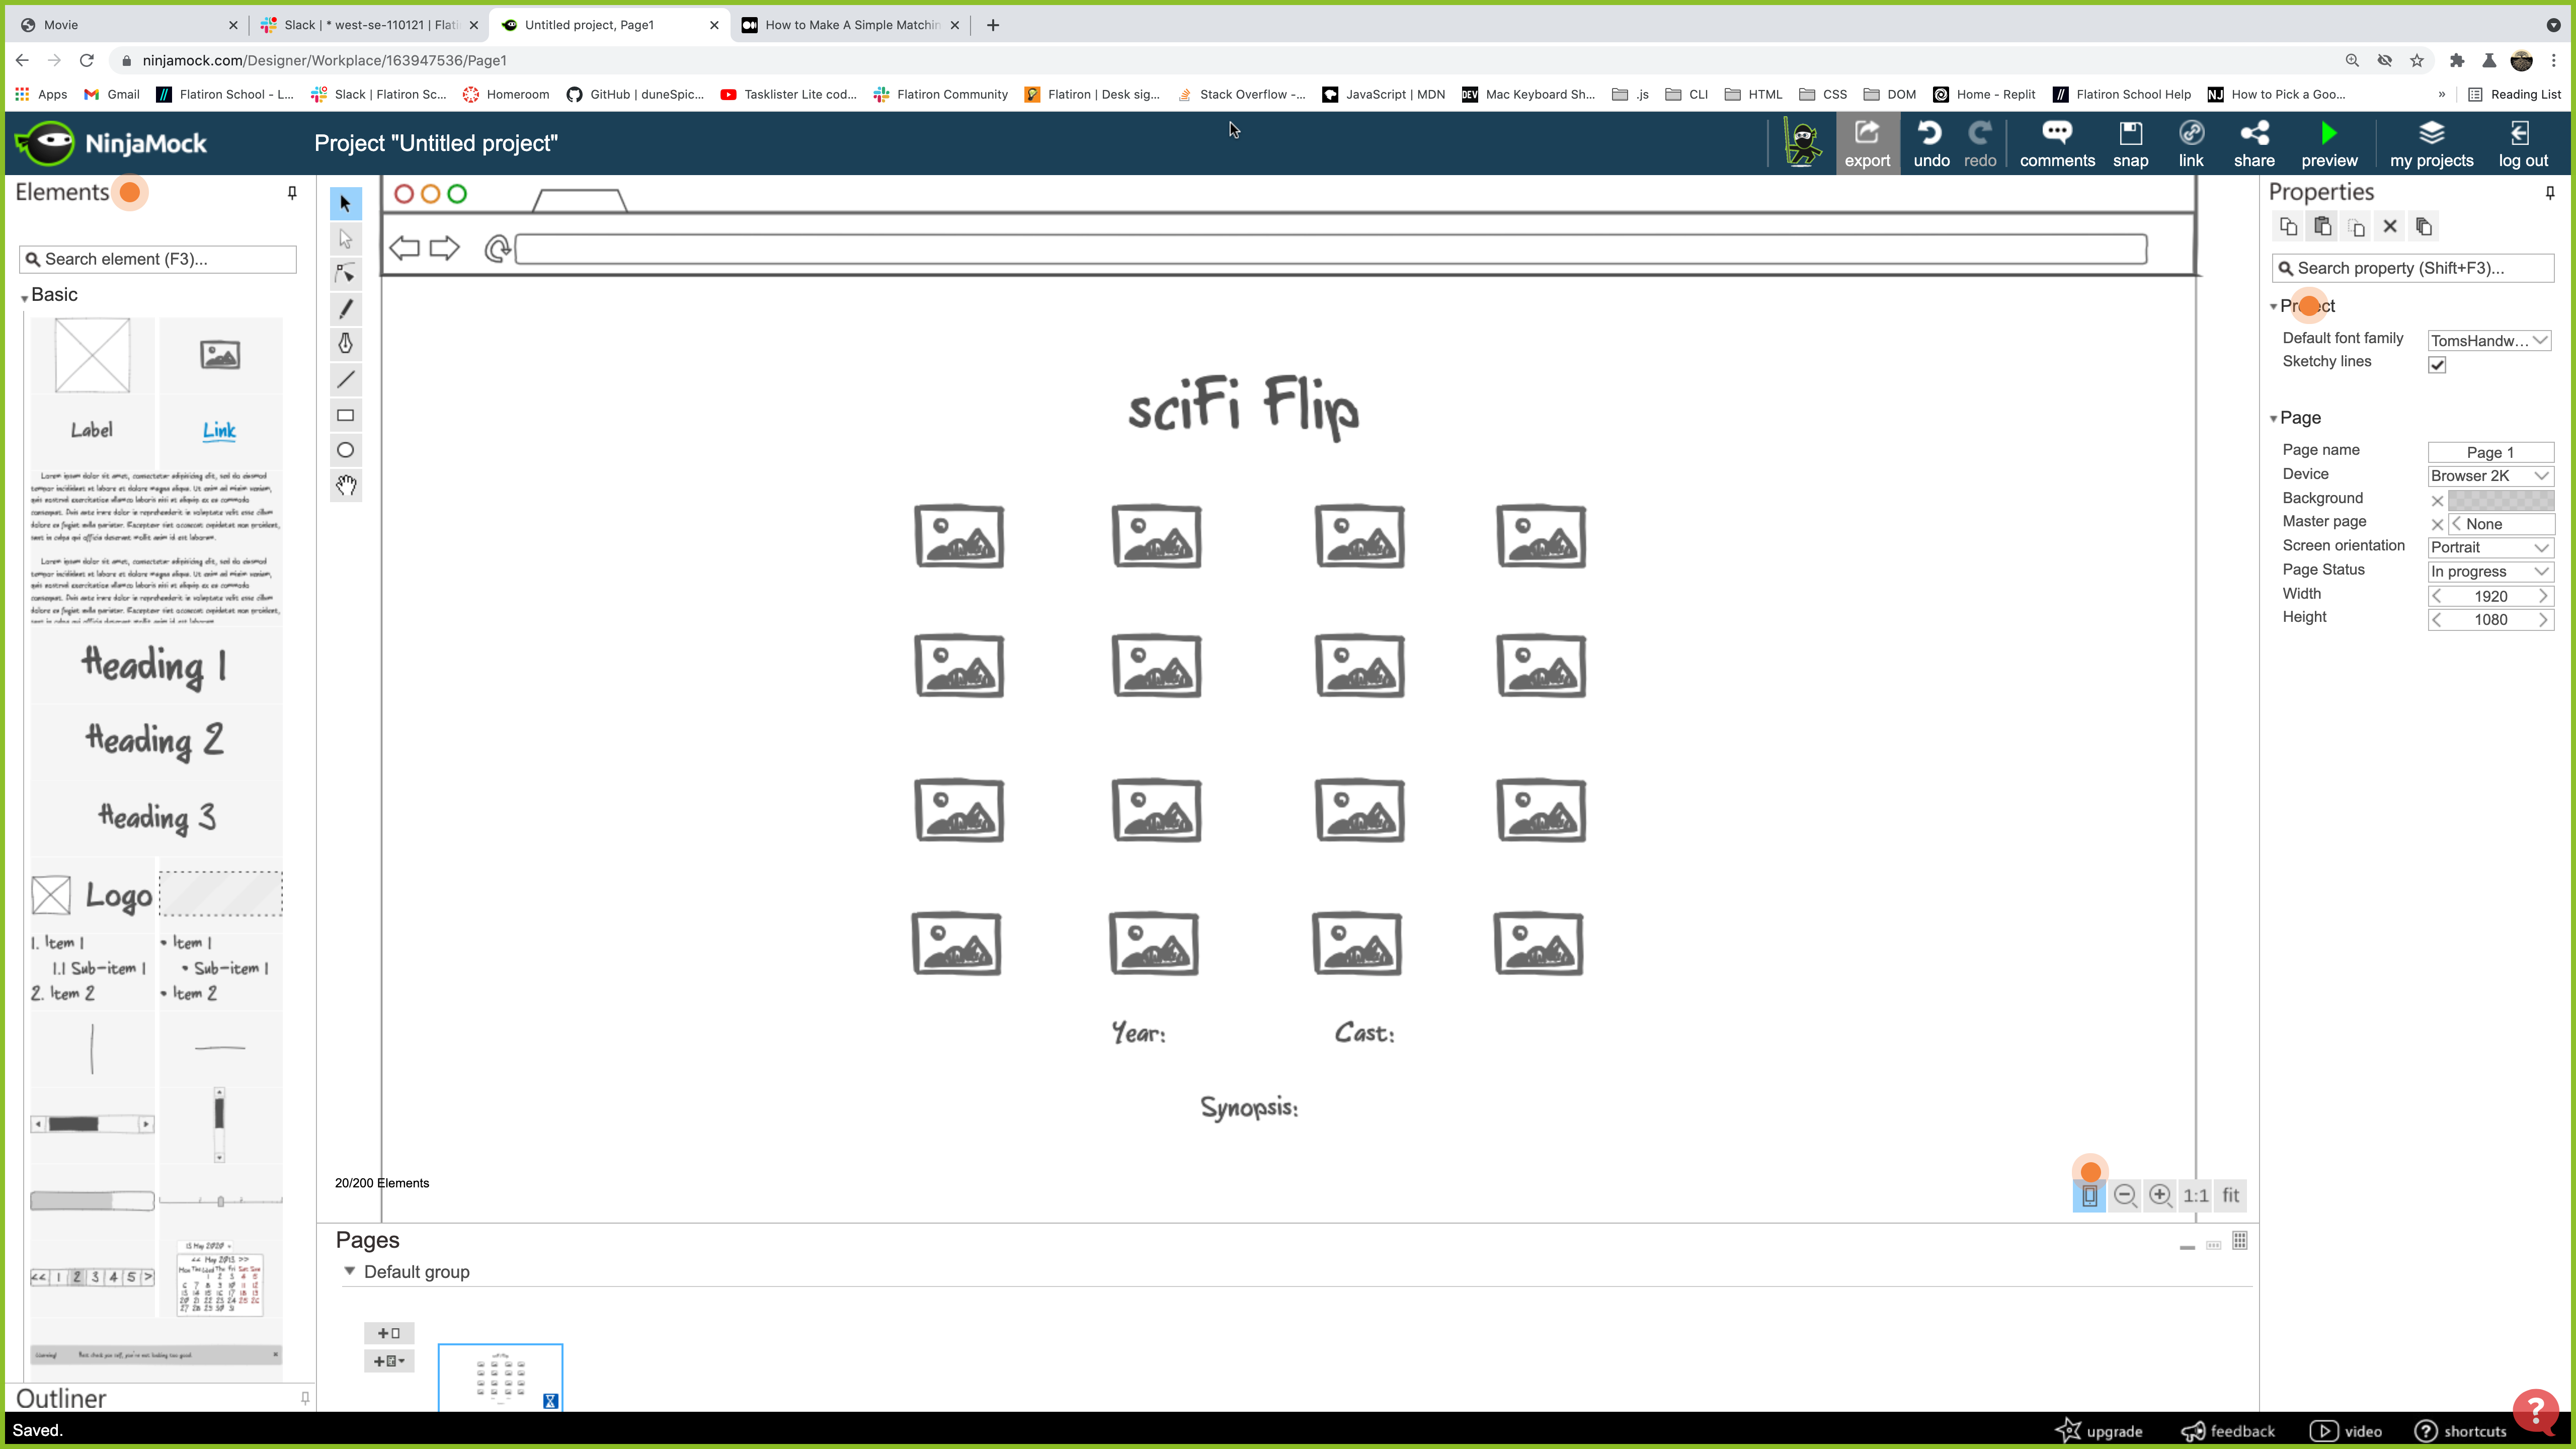 Movie
Slack | * west-se-110121 | Flati
Untitled project, Page1
How to Make A Simple Matchin
ninjamock.com/Designer/Workplace/163947536/Page1
Apps
Gmail
Flatiron School - L...
Slack | Flatiron Sc...
Homeroom
GitHub | duneSpic...
Tasklister Lite cod...
Flatiron Community
Flatiron | Desk sig...
Stack Overflow -...
JavaScript | MDN
DEV
Mac Keyboard Sh...
.js
CLI
HTML
CSS
DOM
Home - Replit
Flatiron School Help
NJ
How to Pick a Goo...
»
Reading List
NinjaMock
Project "Untitled project"
export
undo
redo
comments
snap
link
share
preview
my projects
log out
Elements
Search element (F3)...
Basic
Label
Link
Heading 1
Heading 2
Heading 3
Logo
1. Item 1
1.1 Sub-item 1
2. Item 2
• Item 1
• Sub-item 1
• Item 2
<< 1 2 3 4 5 >
15 May 2020
<< May 2013 >>
Outliner
Saved.
sciFi Flip
Year:
Cast:
Synopsis:
20/200 Elements
1:1
fit
Pages
Default group
Properties
Search property (Shift+F3)...
Project
Default font family
TomsHandw...
Sketchy lines
Page
Page name
Page 1
Device
Browser 2K
Background
Master page
None
Screen orientation
Portrait
Page Status
In progress
Width
1920
Height
1080
upgrade
feedback
video
shortcuts
?